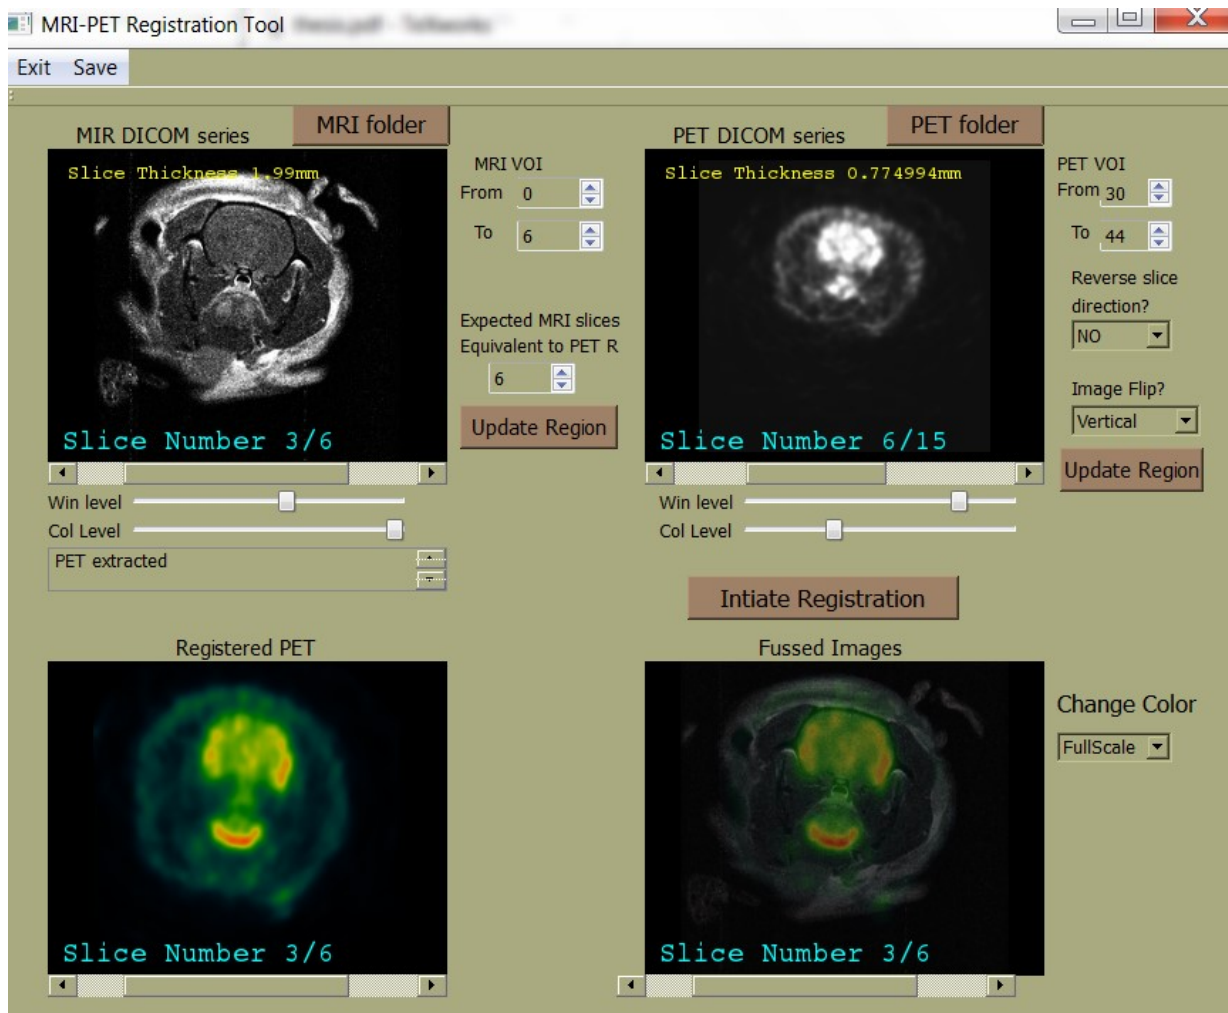 MRI-PET Registration Tool
Exit Save
MIR DICOM series
MRI folder
Slice Thickness 1.99mm
Slice Number 3/6
MRI VOI
From 0
To 6
Expected MRI slices
Equivalent to PET R
6
Update Region
Win level
Col Level
PET extracted
PET DICOM series
PET folder
Slice Thickness 0.774994mm
Slice Number 6/15
PET VOI
From 30
To 44
Reverse slice
direction?
NO
Image Flip?
Vertical
Update Region
Win level
Col Level
Intiate Registration
Registered PET
Slice Number 3/6
Fussed Images
Slice Number 3/6
Change Color
FullScale